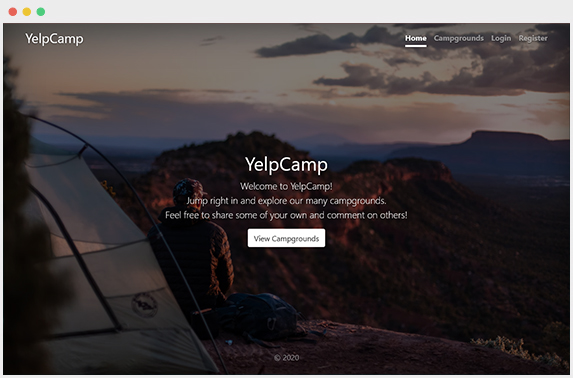 YelpCamp
Home Campgrounds Login Register
YelpCamp
Welcome to YelpCamp!
Jump right in and explore our many campgrounds.
Feel free to share some of your own and comment on others!
View Campgrounds
© 2020